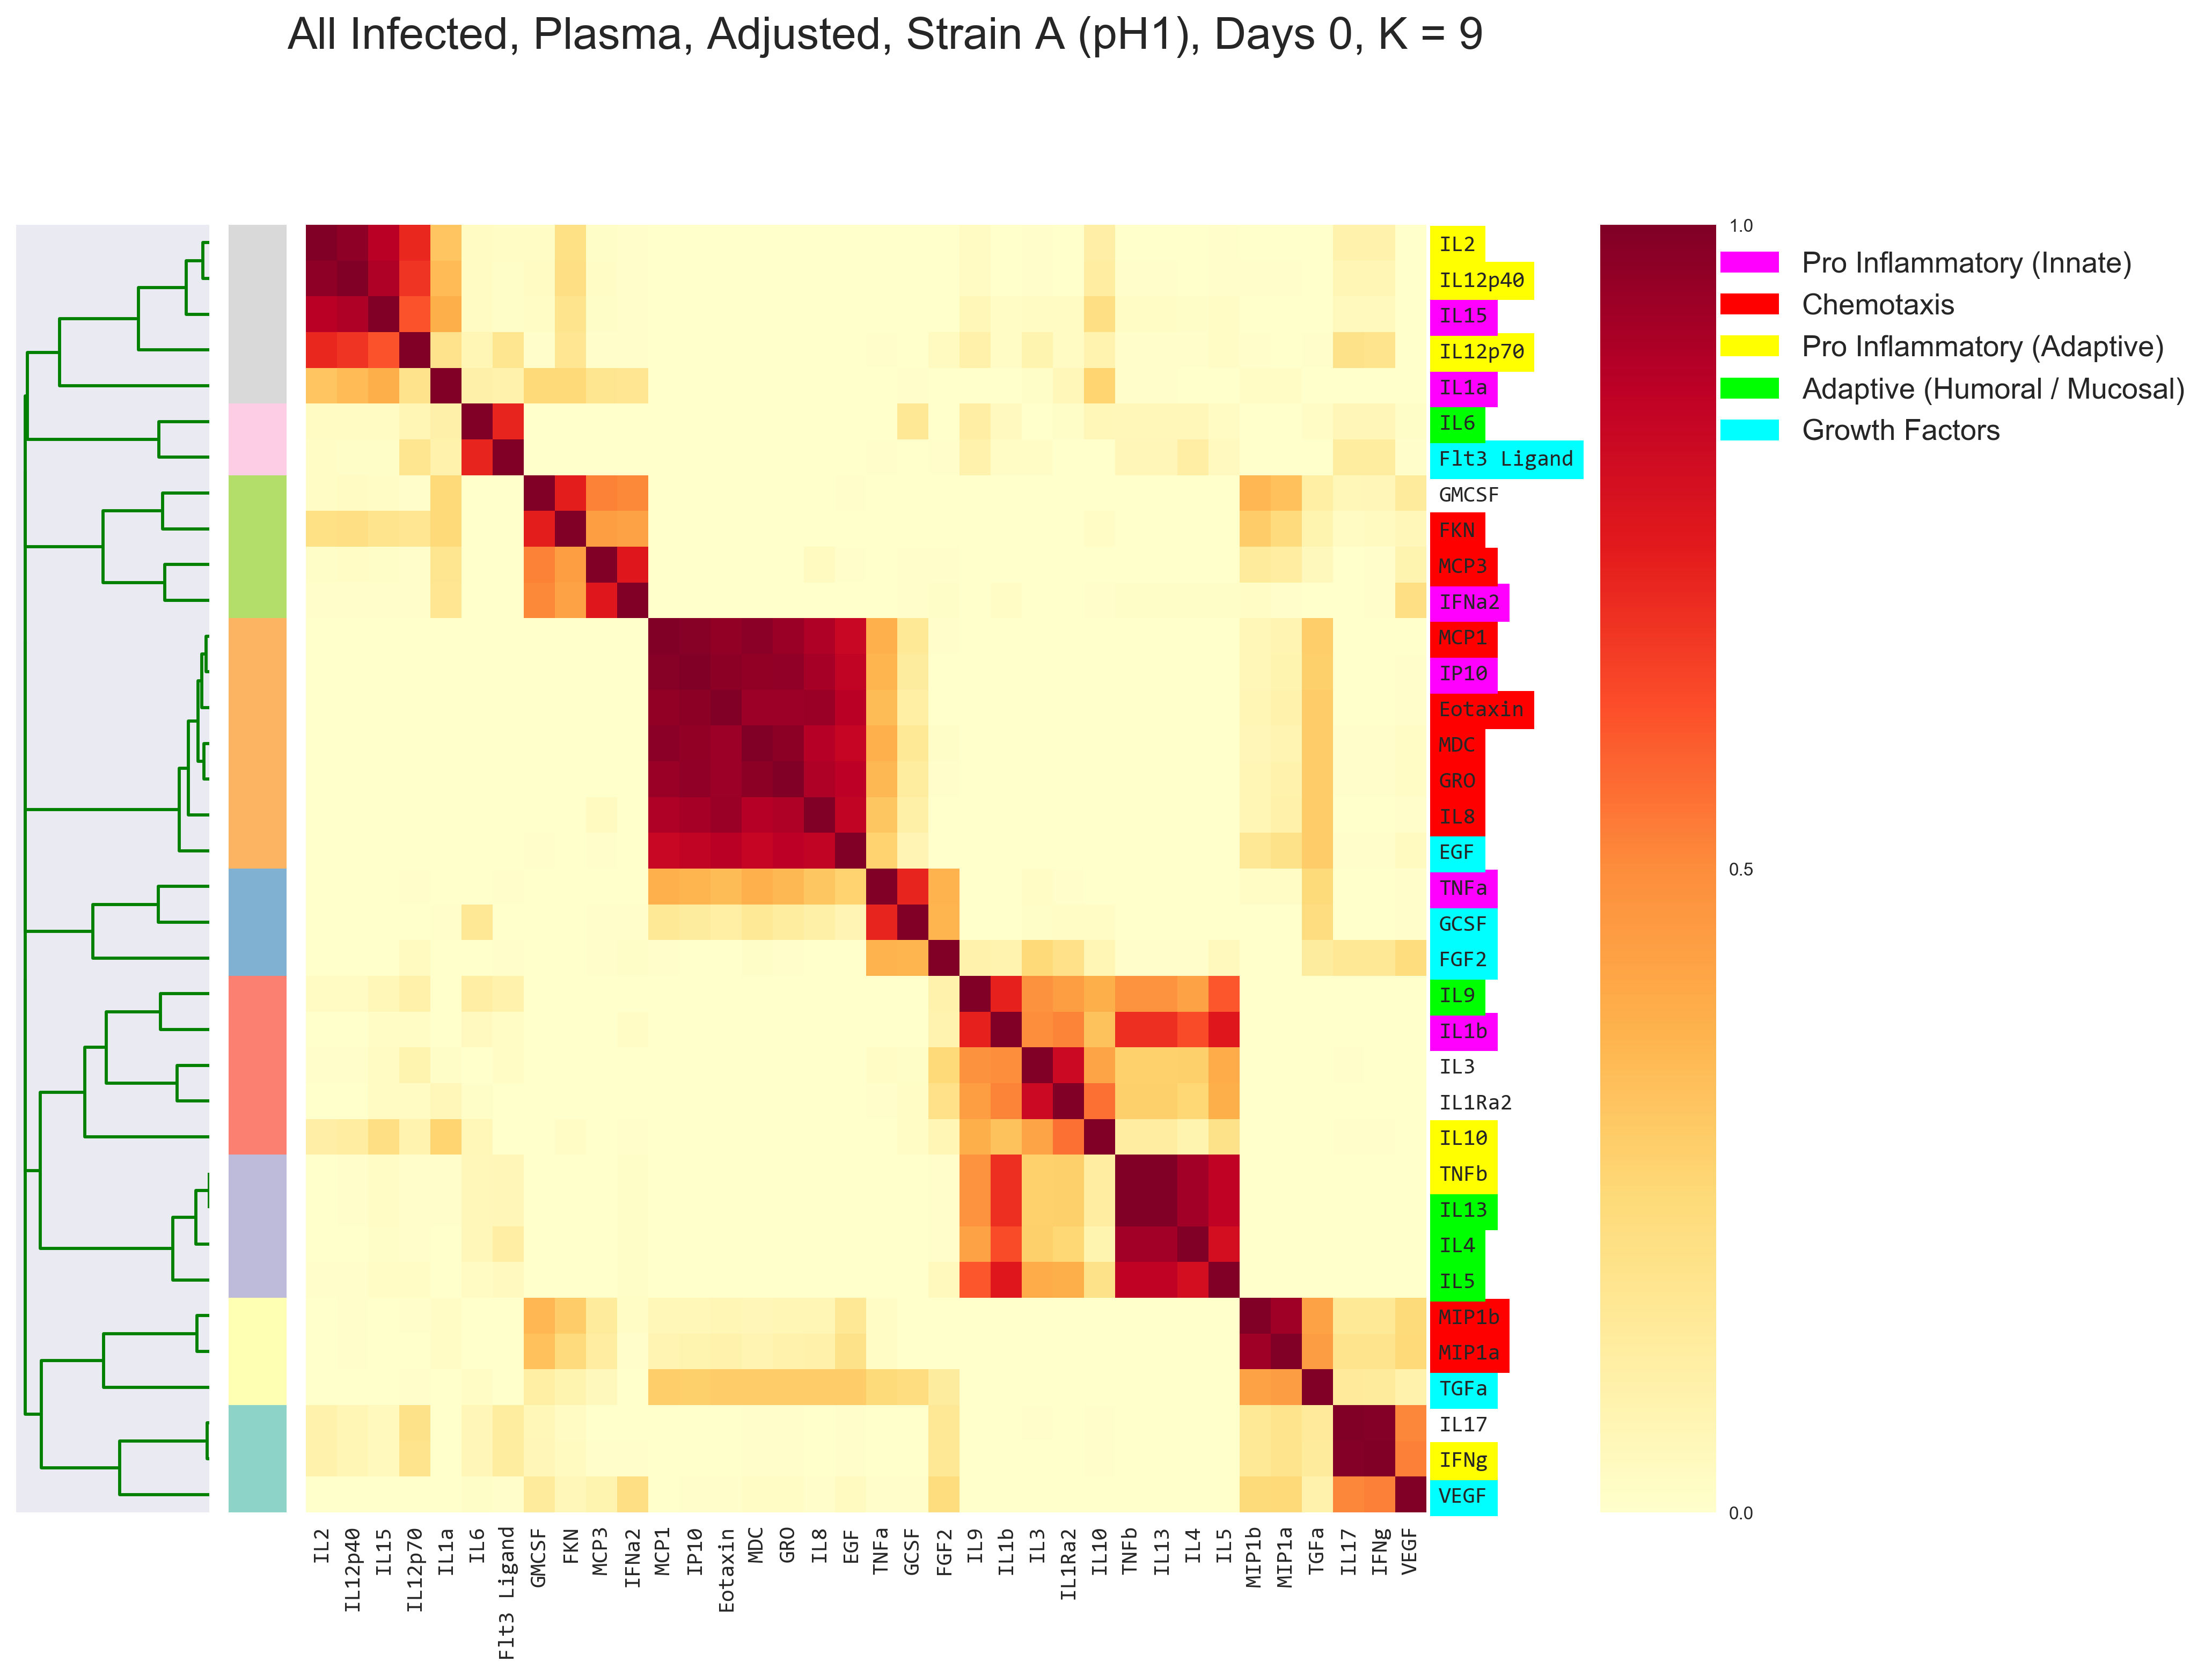 All Infected, Plasma, Adjusted, Strain A (pH1), Days 0, K = 9
IL2
IL12p40
IL15
IL12p70
IL1a
IL6
Flt3 Ligand
GMCSF
FKN
MCP3
IFNa2
MCP1
IP10
Eotaxin
MDC
GRO
IL8
EGF
TNFa
GCSF
FGF2
IL9
IL1b
IL3
IL1Ra2
IL10
TNFb
IL13
IL4
IL5
MIP1b
MIP1a
TGFa
IL17
IFNg
VEGF
1.0
0.5
0.0
Pro Inflammatory (Innate)
Chemotaxis
Pro Inflammatory (Adaptive)
Adaptive (Humoral / Mucosal)
Growth Factors
IL2
IL12p40
IL15
IL12p70
IL1a
IL6
Flt3 Ligand
GMCSF
FKN
MCP3
IFNa2
MCP1
IP10
Eotaxin
MDC
GRO
IL8
EGF
TNFa
GCSF
FGF2
IL9
IL1b
IL3
IL1Ra2
IL10
TNFb
IL13
IL4
IL5
MIP1b
MIP1a
TGFa
IL17
IFNg
VEGF